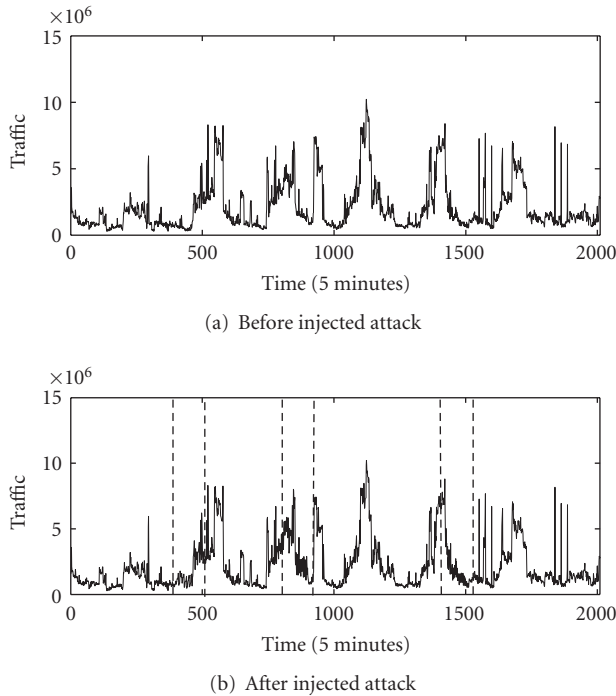 ×10⁶
15
10
5
0
Traffic
0 500 1000 1500 2000
Time (5 minutes)
(a) Before injected attack
×10⁶
15
10
5
0
Traffic
0 500 1000 1500 2000
Time (5 minutes)
(b) After injected attack